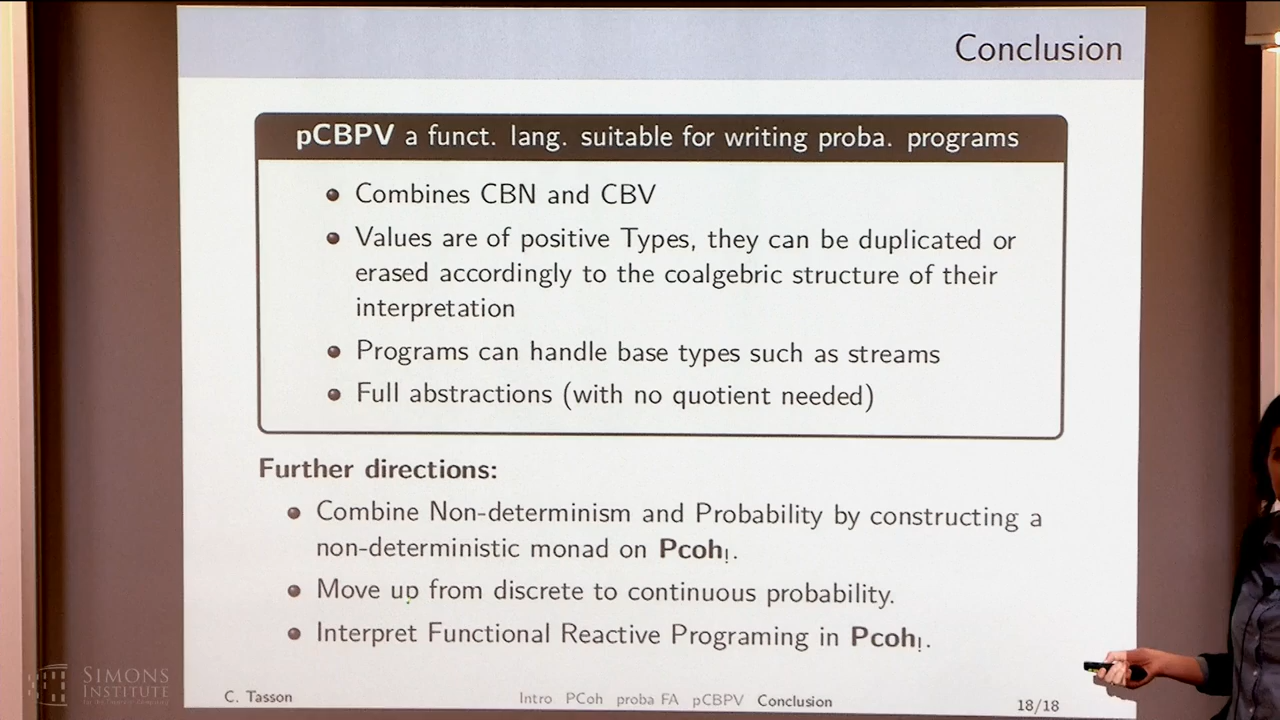 Conclusion
pCBPV a funct. lang. suitable for writing proba. programs
Combines CBN and CBV
Values are of positive Types, they can be duplicated or
erased accordingly to the coalgebric structure of their
interpretation
Programs can handle base types such as streams
Full abstractions (with no quotient needed)
Further directions:
Combine Non-determinism and Probability by constructing a
non-deterministic monad on Pcoh!.
Move up from discrete to continuous probability.
Interpret Functional Reactive Programing in Pcoh!.
C. Tasson
Intro PCoh proba FA pCBPV Conclusion
18/18
SIMONS
INSTITUTE